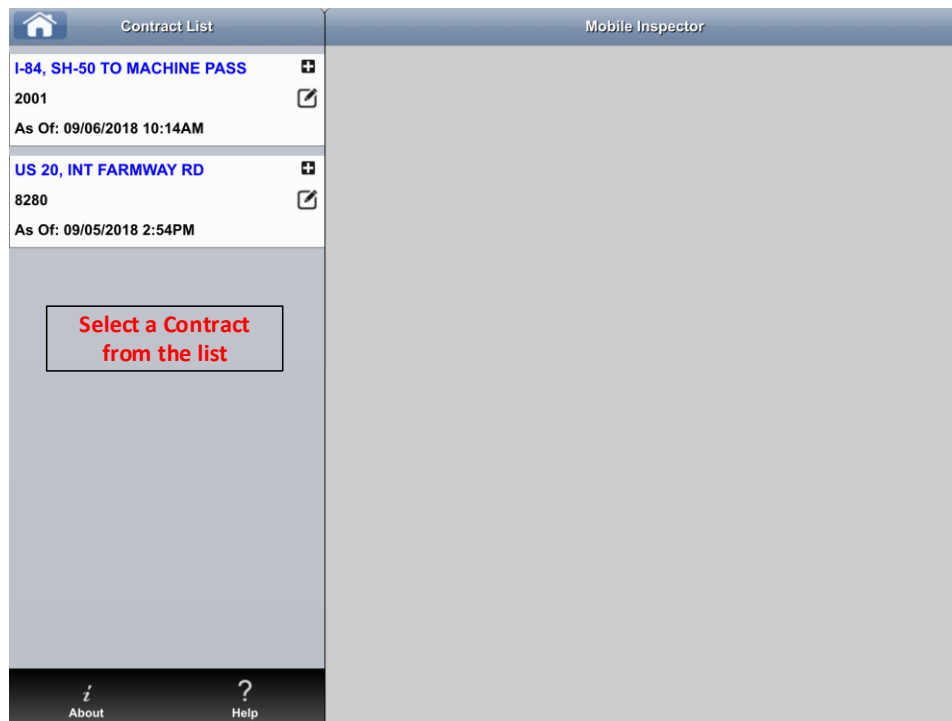 Contract List
Mobile Inspector
I-84, SH-50 TO MACHINE PASS
2001
As Of: 09/06/2018 10:14AM
US 20, INT FARMWAY RD
8280
As Of: 09/05/2018 2:54PM
Select a Contract
from the list
i
?
About
Help